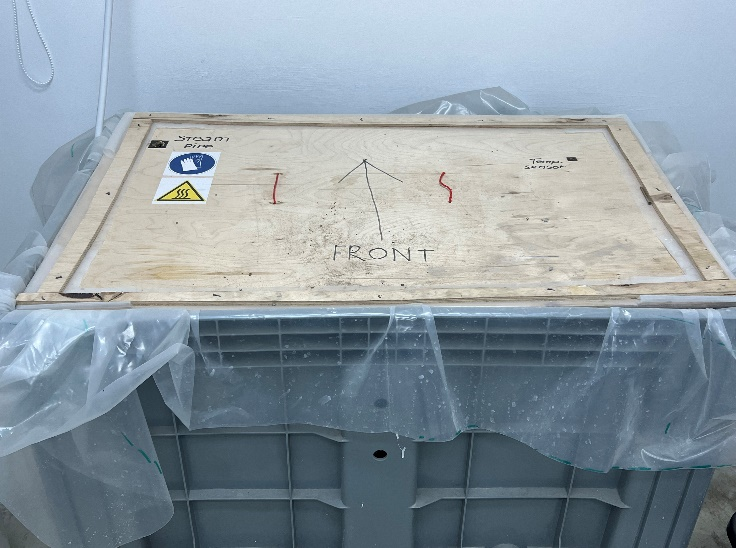 STEAM
PIPE
Temp.
SENSOR
FRONT